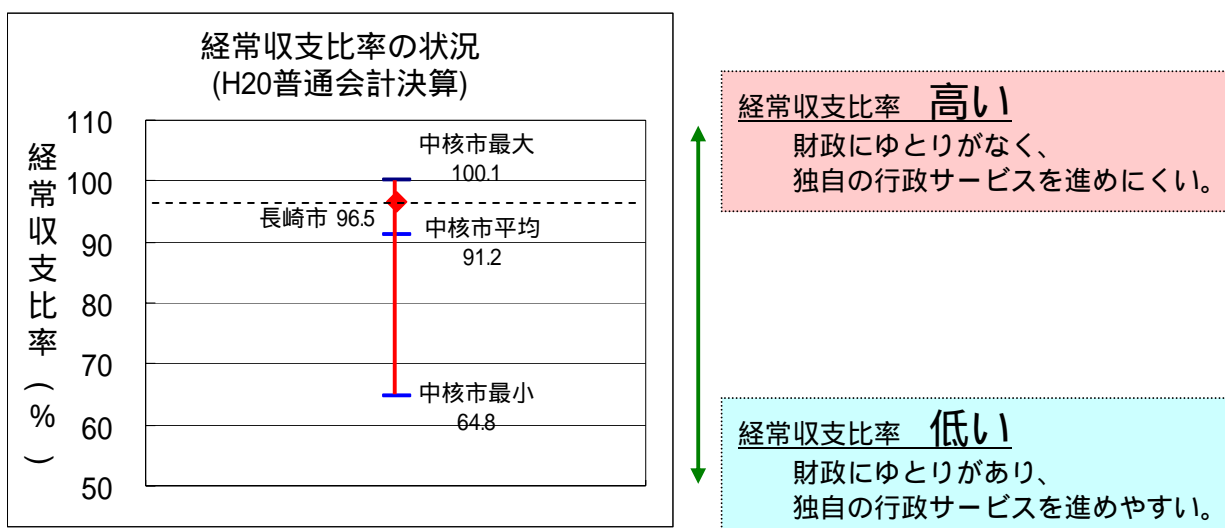 経常収支比率の状況
(H20普通会計決算)
経常収支比率(%)
110
100
90
80
70
60
50
中核市最大
100.1
長崎市 96.5
中核市平均
91.2
中核市最小
64.8
経常収支比率 高い
財政にゆとりがなく、
独自の行政サービスを進めにくい。
経常収支比率 低い
財政にゆとりがあり、
独自の行政サービスを進めやすい。